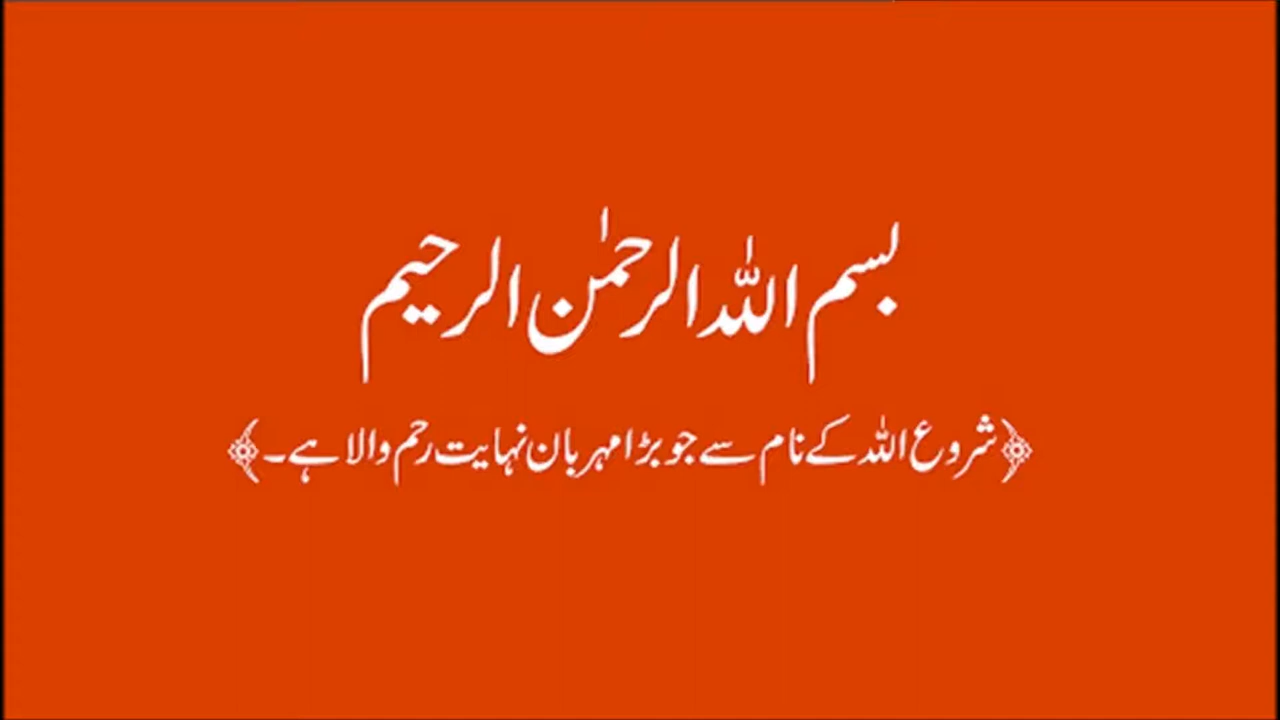 بسم اللہ الرحمٰن الرحیم
﴿شروع اللہ کے نام سے جو بڑا مہربان نہایت رحم والا ہے۔﴾